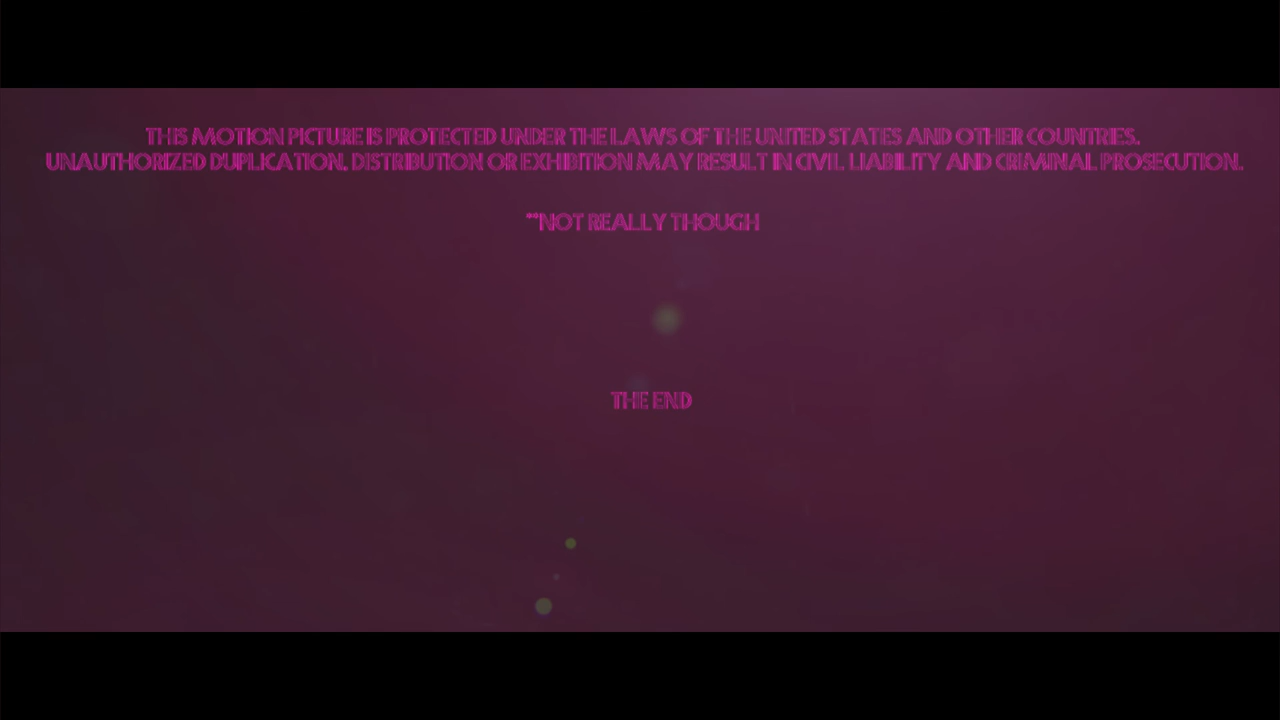 THIS MOTION PICTURE IS PROTECTED UNDER THE LAWS OF THE UNITED STATES AND OTHER COUNTRIES.
UNAUTHORIZED DUPLICATION, DISTRIBUTION OR EXHIBITION MAY RESULT IN CIVIL LIABILITY AND CRIMINAL PROSECUTION.
**NOT REALLY THOUGH
THE END